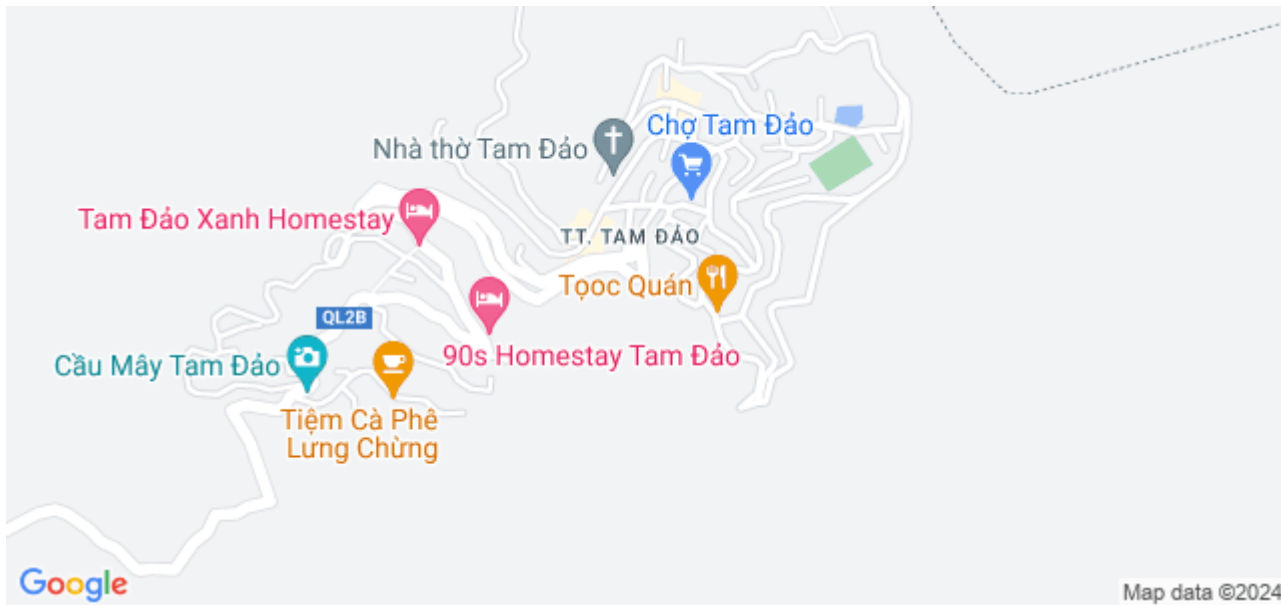 Chợ Tam Đảo
Nhà thờ Tam Đảo
Tam Đảo Xanh Homestay
TT. TAM ĐẢO
Tọoc Quán
QL2B
90s Homestay Tam Đảo
Cầu Mây Tam Đảo
Tiệm Cà Phê
Lưng Chừng
Google
Map data ©2024